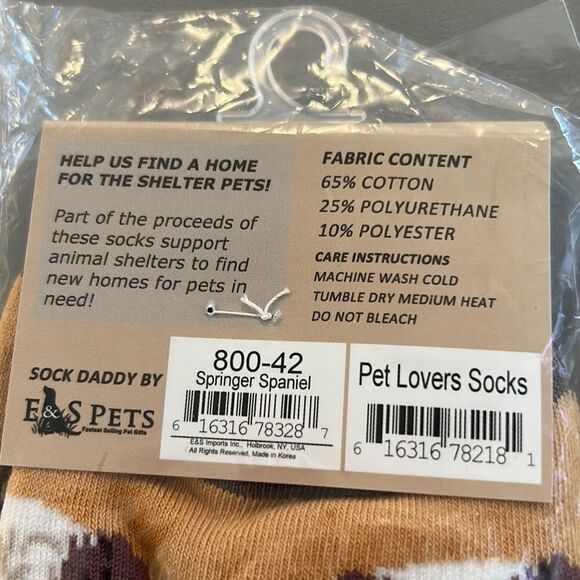 HELP US FIND A HOME
FOR THE SHELTER PETS!
Part of the proceeds of
these socks support
animal shelters to find
new homes for pets in
need!
FABRIC CONTENT
65% COTTON
25% POLYURETHANE
10% POLYESTER
CARE INSTRUCTIONS
MACHINE WASH COLD
TUMBLE DRY MEDIUM HEAT
DO NOT BLEACH
SOCK DADDY BY
E&S PETS
Fastest Selling Pet Gifts
800-42
Springer Spaniel
6 16316 78328 7
E&S Imports Inc., Holbrook, NY. USA
All Rights Reserved, Made in Korea
Pet Lovers Socks
6 16316 78218 1